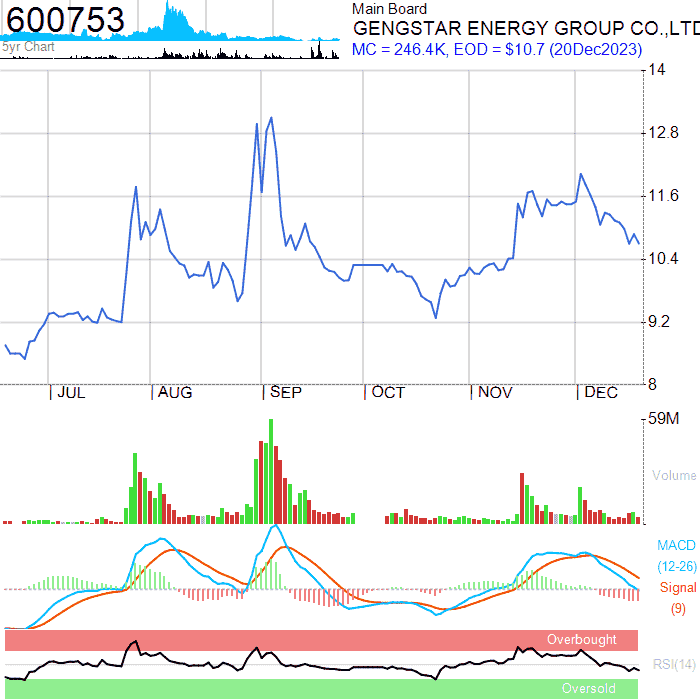 600753
5yr Chart
Main Board
GENGSTAR ENERGY GROUP CO.,LTD
MC = 246.4K, EOD = $10.7 (20Dec2023)
14
12.8
11.6
10.4
9.2
8
JUL AUG SEP OCT NOV DEC
59M
Volume
MACD
(12-26)
Signal
(9)
Overbought
RSI(14)
Oversold